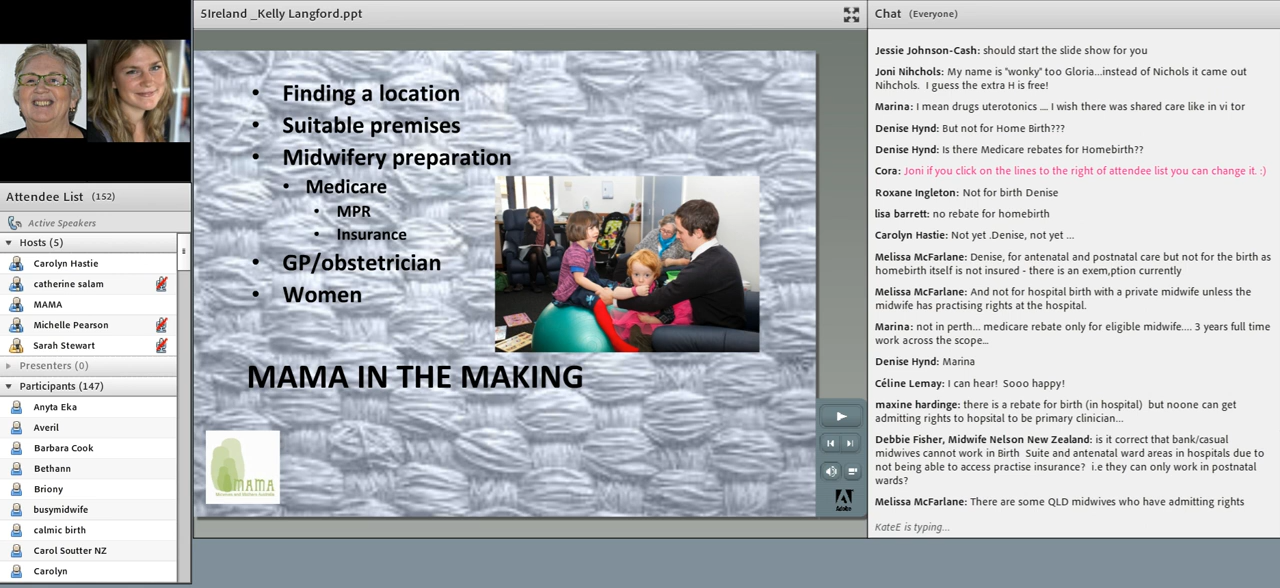 5Ireland _Kelly Langford.ppt
Attendee List (152)
Active Speakers
Hosts (5)
Carolyn Hastie
catherine salam
MAMA
Michelle Pearson
Sarah Stewart
Presenters (0)
Participants (147)
Anyta Eka
Averil
Barbara Cook
Bethann
Briony
busymidwife
calmic birth
Carol Soutter NZ
Carolyn
• Finding a location
• Suitable premises
• Midwifery preparation
• Medicare
• MPR
• Insurance
• GP/obstetrician
• Women
MAMA IN THE MAKING
MAMA
Adobe
Chat (Everyone)
Jessie Johnson-Cash: should start the slide show for you
Joni Nihchols: My name is "wonky" too Gloria...instead of Nichols it came out
Nihchols. I guess the extra H is free!
Marina: I mean drugs uterotonics .... I wish there was shared care like in vi tor
Denise Hynd: But not for Home Birth???
Denise Hynd: Is there Medicare rebates for Homebirth??
Cora: Joni if you click on the lines to the right of attendee list you can change it. :)
Roxane Ingleton: Not for birth Denise
lisa barrett: no rebate for homebirth
Carolyn Hastie: Not yet .Denise, not yet ...
Melissa McFarlane: Denise, for antenatal and postnatal care but not for the birth as
homebirth itself is not insured - there is an exem,ption currently
Melissa McFarlane: And not for hospital birth with a private midwife unless the
midwife has practising rights at the hospital.
Marina: not in perth... medicare rebate only for eligible midwife.... 3 years full time
work across the scope...
Denise Hynd: Marina
Céline Lemay: I can hear! Sooo happy!
maxine hardinge: there is a rebate for birth (in hospital) but noone can get
admitting rights to hopsital to be primary clinician...
Debbie Fisher, Midwife Nelson New Zealand: is it correct that bank/casual
midwives cannot work in Birth Suite and antenatal ward areas in hospitals due to
not being able to access practise insurance? i.e they can only work in postnatal
wards?
Melissa McFarlane: There are some QLD midwives who have admitting rights
KateE is typing...